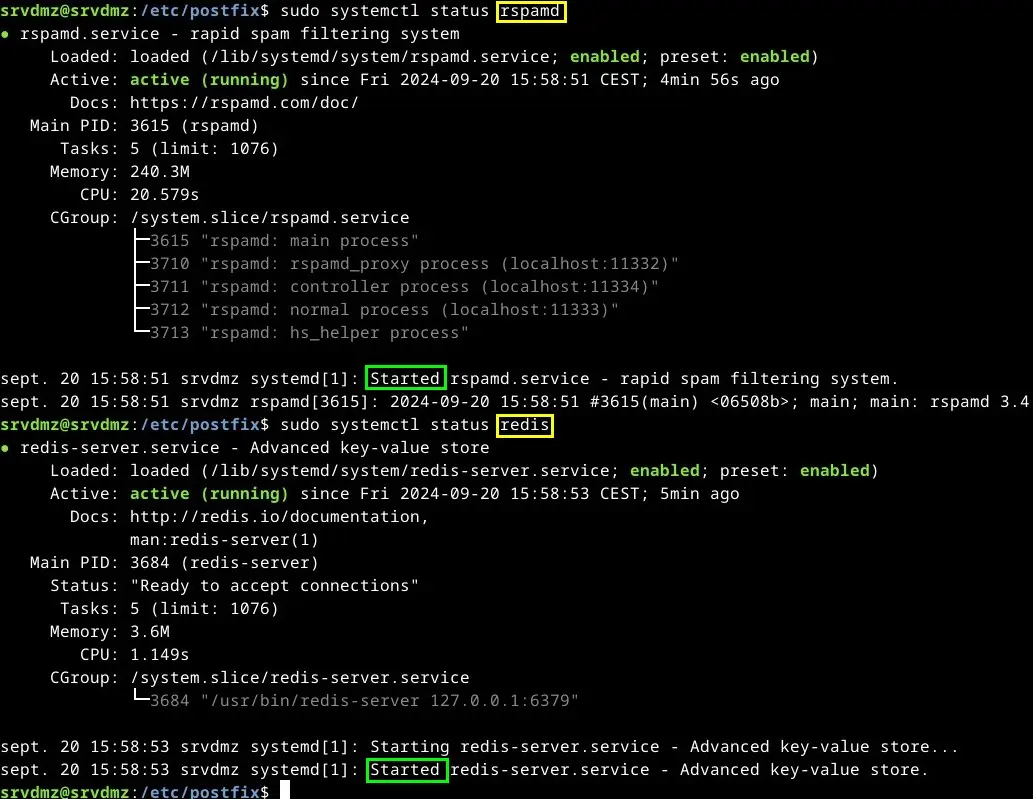 srvdmz@srvdmz:/etc/postfix$ sudo systemctl status rspamd
● rspamd.service - rapid spam filtering system
     Loaded: loaded (/lib/systemd/system/rspamd.service; enabled; preset: enabled)
     Active: active (running) since Fri 2024-09-20 15:58:51 CEST; 4min 56s ago
       Docs: https://rspamd.com/doc/
   Main PID: 3615 (rspamd)
      Tasks: 5 (limit: 1076)
     Memory: 240.3M
        CPU: 20.579s
     CGroup: /system.slice/rspamd.service
             ├─3615 "rspamd: main process"
             ├─3710 "rspamd: rspamd_proxy process (localhost:11332)"
             ├─3711 "rspamd: controller process (localhost:11334)"
             ├─3712 "rspamd: normal process (localhost:11333)"
             └─3713 "rspamd: hs_helper process"
sept. 20 15:58:51 srvdmz systemd[1]: Started rspamd.service - rapid spam filtering system.
sept. 20 15:58:51 srvdmz rspamd[3615]: 2024-09-20 15:58:51 #3615(main) <06508b>; main; main: rspamd 3.4
srvdmz@srvdmz:/etc/postfix$ sudo systemctl status redis
● redis-server.service - Advanced key-value store
     Loaded: loaded (/lib/systemd/system/redis-server.service; enabled; preset: enabled)
     Active: active (running) since Fri 2024-09-20 15:58:53 CEST; 5min ago
       Docs: http://redis.io/documentation,
             man:redis-server(1)
   Main PID: 3684 (redis-server)
     Status: "Ready to accept connections"
      Tasks: 5 (limit: 1076)
     Memory: 3.6M
        CPU: 1.149s
     CGroup: /system.slice/redis-server.service
             └─3684 "/usr/bin/redis-server 127.0.0.1:6379"
sept. 20 15:58:53 srvdmz systemd[1]: Starting redis-server.service - Advanced key-value store...
sept. 20 15:58:53 srvdmz systemd[1]: Started redis-server.service - Advanced key-value store.
srvdmz@srvdmz:/etc/postfix$